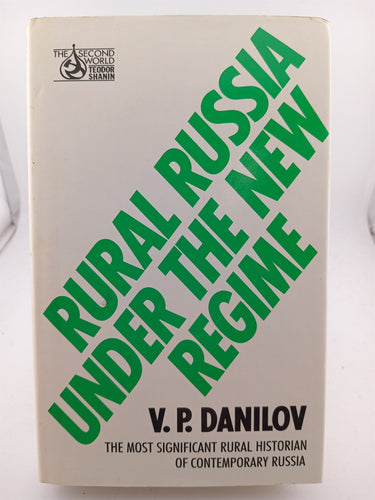 THE SECOND
WORLD
TEODOR
SHANIN
RURAL RUSSIA
UNDER THE NEW
REGIME
V. P. DANILOV
THE MOST SIGNIFICANT RURAL HISTORIAN
OF CONTEMPORARY RUSSIA